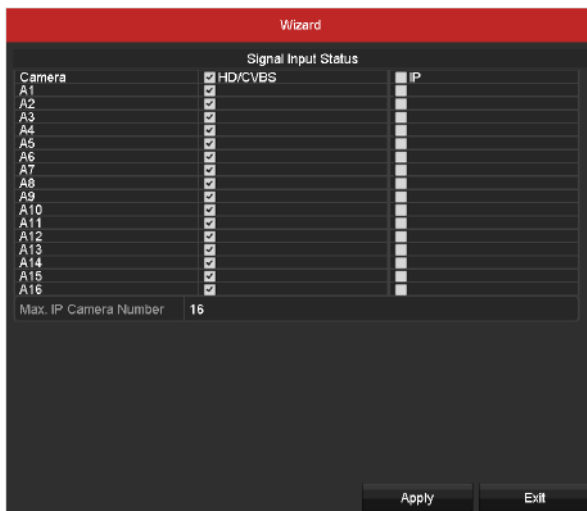 Wizard
Signal Input Status
Camera HD/CVBS IP
A1
A2
A3
A4
A5
A6
A7
A8
A9
A10
A11
A12
A13
A14
A15
A16
Max. IP Camera Number 16
Apply Exit